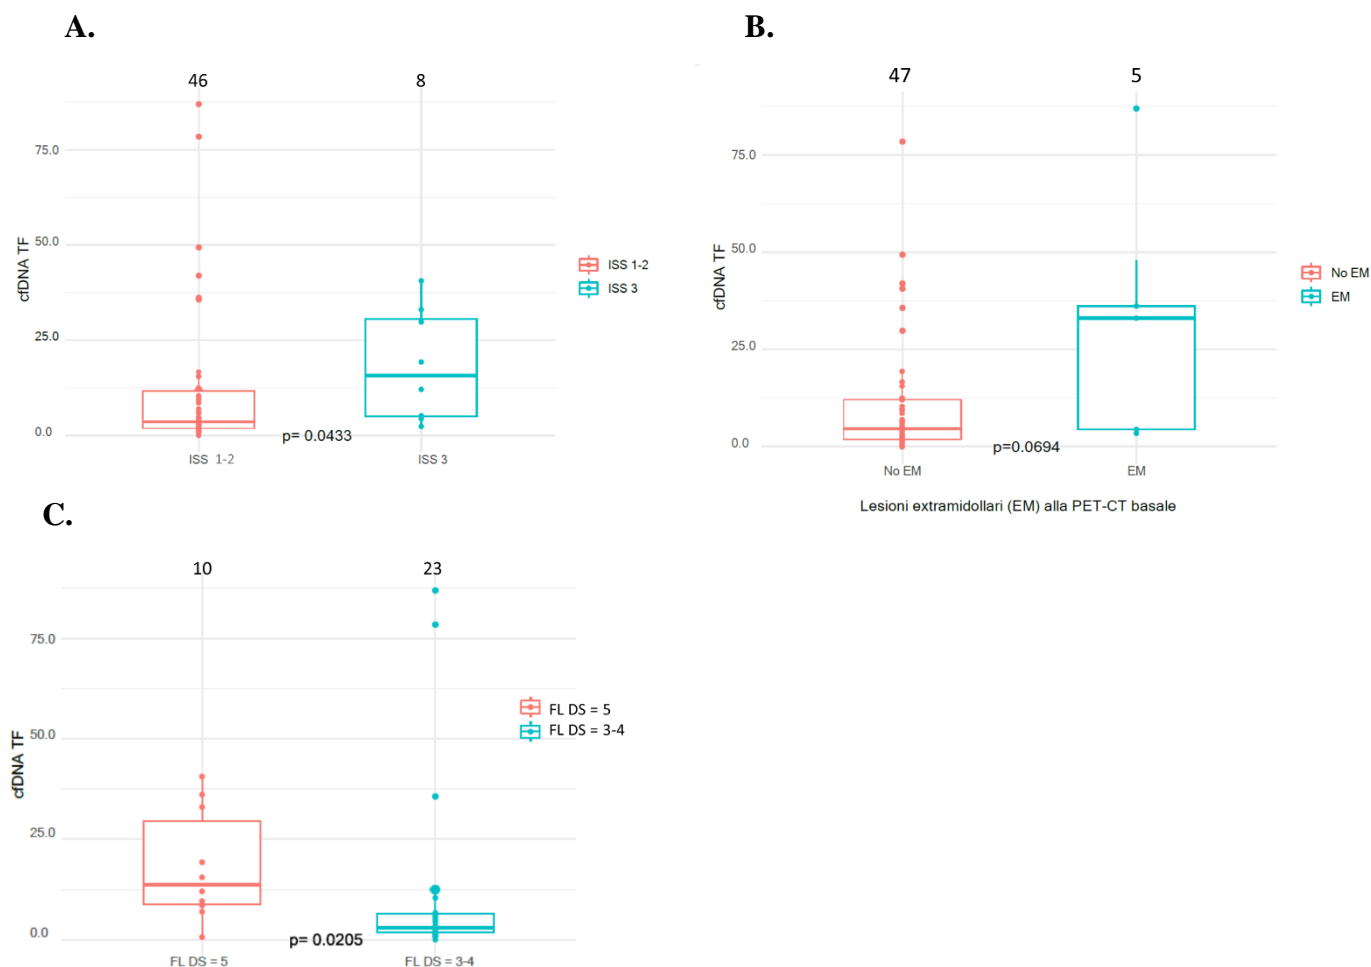 A.
46 8
75.0
50.0
25.0
0.0
cfDNA TF
p= 0.0433
ISS 1-2 ISS 3
ISS 1-2
ISS 3
B.
47 5
75.0
50.0
25.0
0.0
cfDNA TF
p=0.0694
No EM EM
Lesioni extramidollari (EM) alla PET-CT basale
No EM
EM
C.
10 23
75.0
50.0
25.0
0.0
cfDNA TF
p= 0.0205
FL DS = 5 FL DS = 3-4
FL DS = 5
FL DS = 3-4